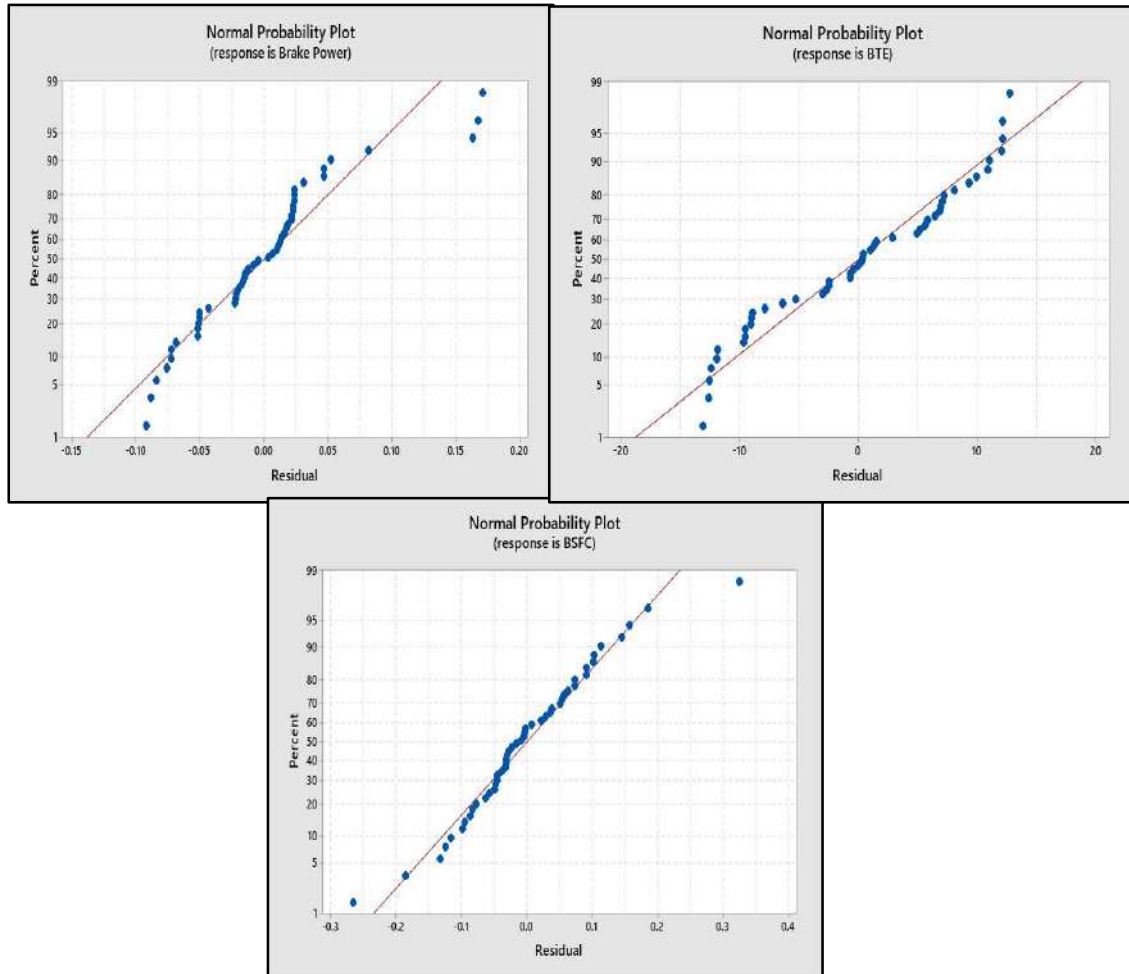 Normal Probability Plot
(response is Brake Power)
99
95
90
80
70
60
50
40
30
20
10
5
1
Percent
-0.15 -0.10 -0.05 0.00 0.05 0.10 0.15 0.20
Residual
Normal Probability Plot
(response is BTE)
99
95
90
80
70
60
50
40
30
20
10
5
1
Percent
-20 -10 0 10 20
Residual
Normal Probability Plot
(response is BSFC)
99
95
90
80
70
60
50
40
30
20
10
5
1
Percent
-0.3 -0.2 -0.1 0.0 0.1 0.2 0.3 0.4
Residual